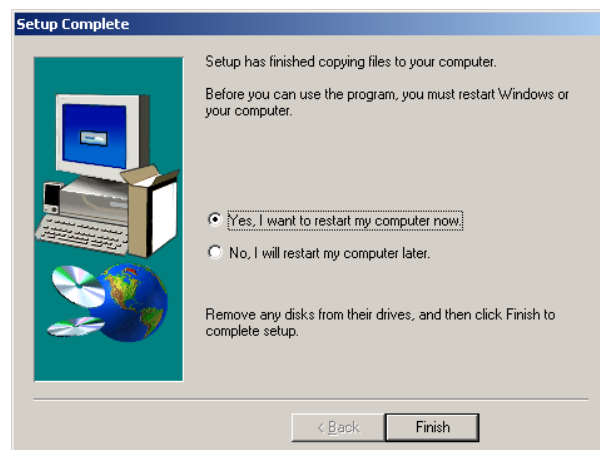 Setup Complete
Setup has finished copying files to your computer.
Before you can use the program, you must restart Windows or
your computer.
Yes, I want to restart my computer now.
No, I will restart my computer later.
Remove any disks from their drives, and then click Finish to
complete setup.
< Back
Finish